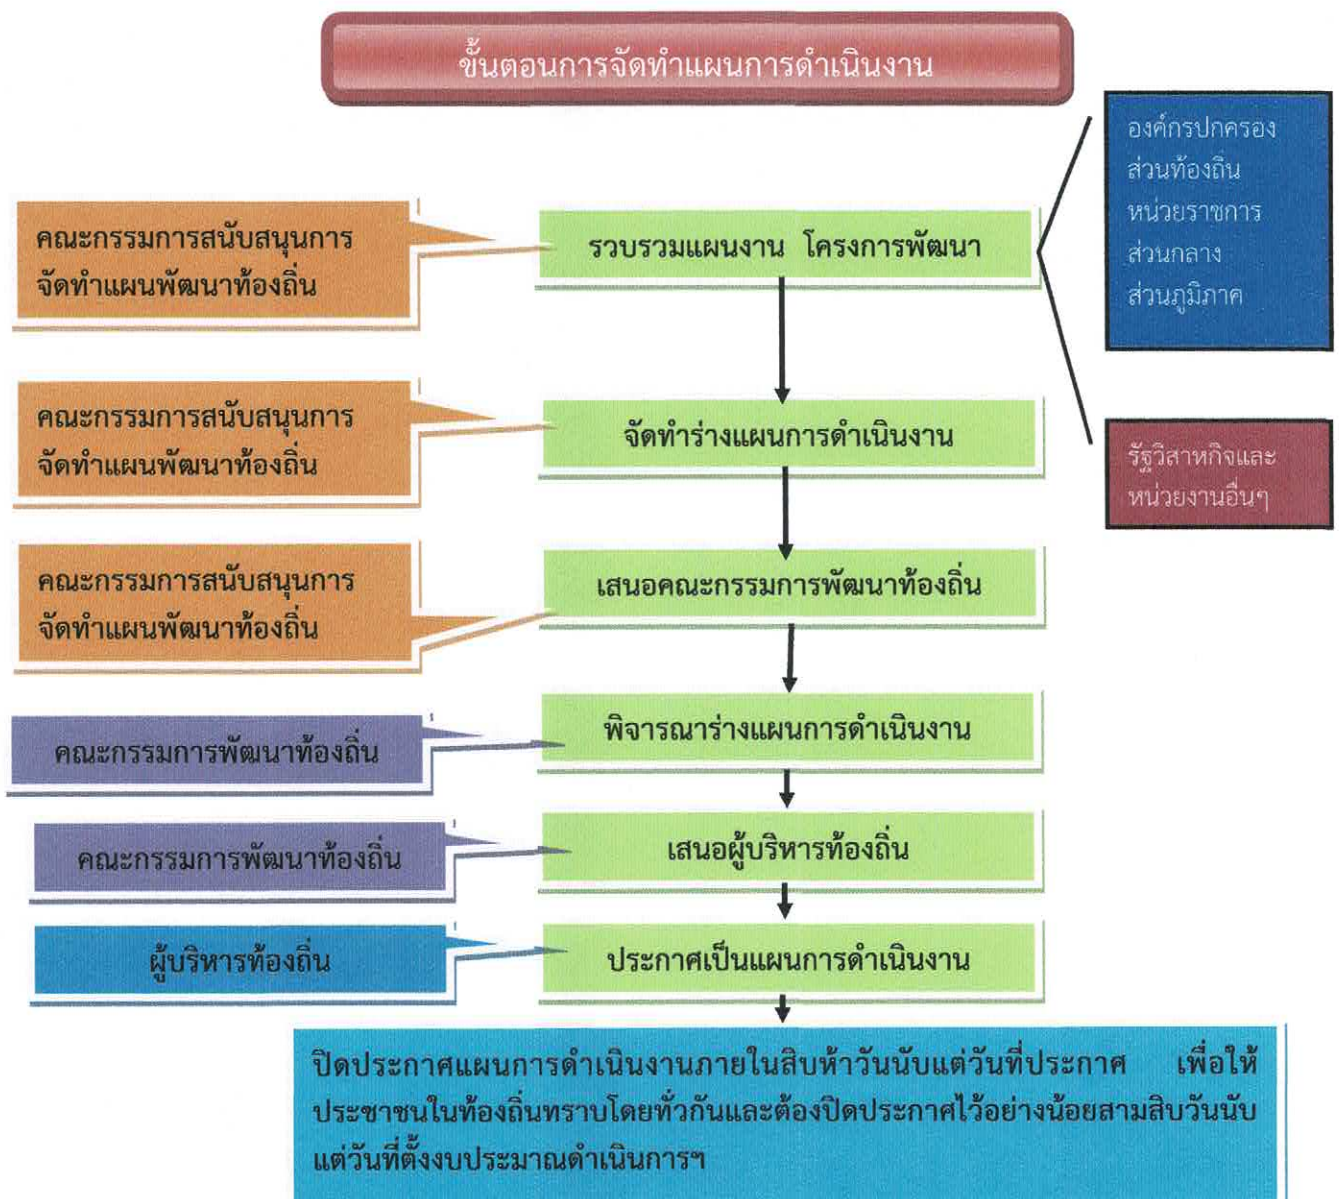 ขั้นตอนการจัดทำแผนการดำเนินงาน
องค์กรปกครอง
ส่วนท้องถิ่น
หน่วยราชการ
ส่วนกลาง
ส่วนภูมิภาค
คณะกรรมการสนับสนุนการ
จัดทำแผนพัฒนาท้องถิ่น
รวบรวมแผนงาน โครงการพัฒนา
คณะกรรมการสนับสนุนการ
จัดทำแผนพัฒนาท้องถิ่น
จัดทำร่างแผนการดำเนินงาน
รัฐวิสาหกิจและ
หน่วยงานอื่นๆ
คณะกรรมการสนับสนุนการ
จัดทำแผนพัฒนาท้องถิ่น
เสนอคณะกรรมการพัฒนาท้องถิ่น
คณะกรรมการพัฒนาท้องถิ่น
พิจารณาร่างแผนการดำเนินงาน
คณะกรรมการพัฒนาท้องถิ่น
เสนอผู้บริหารท้องถิ่น
ผู้บริหารท้องถิ่น
ประกาศเป็นแผนการดำเนินงาน
ปิดประกาศแผนการดำเนินงานภายในสิบห้าวันนับแต่วันที่ประกาศ เพื่อให้
ประชาชนในท้องถิ่นทราบโดยทั่วกันและต้องปิดประกาศไว้อย่างน้อยสามสิบวันนับ
แต่วันที่ตั้งงบประมาณดำเนินการฯ